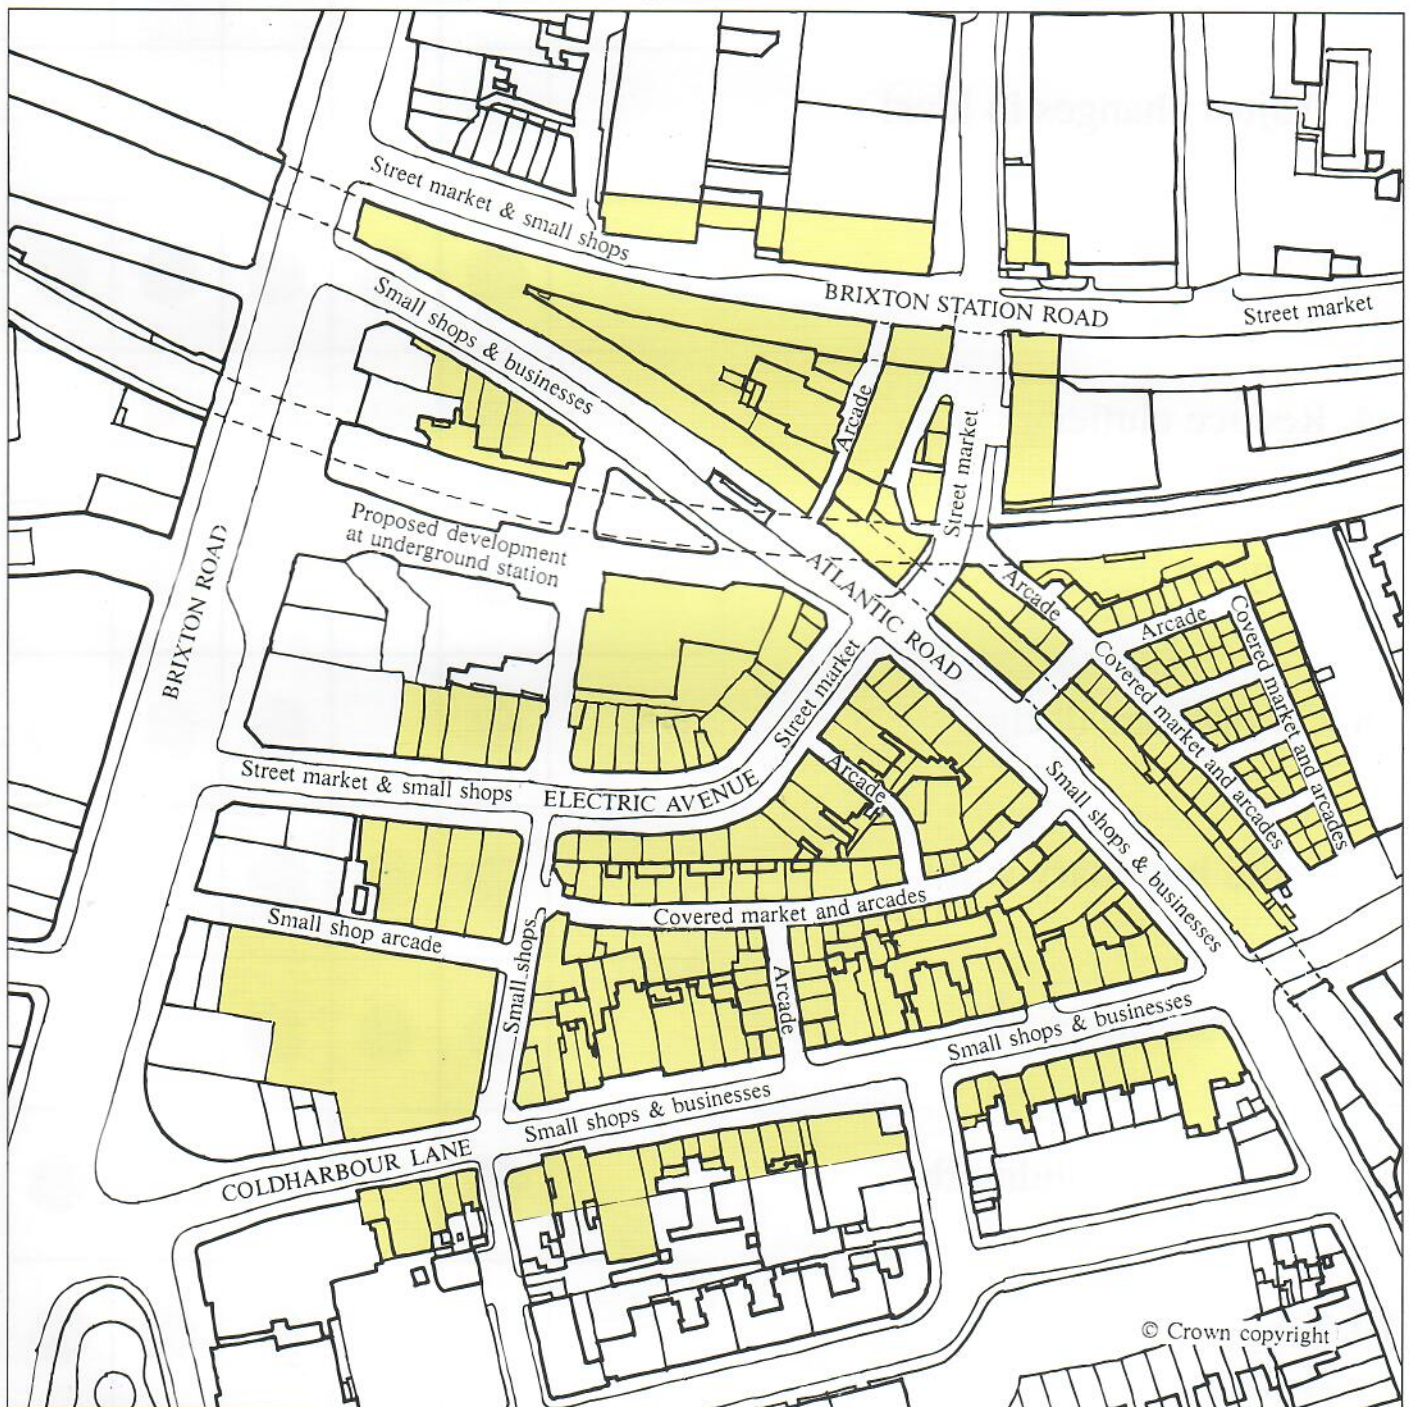 Street market & small shops
BRIXTON STATION ROAD
Street market
Small shops & businesses
Arcade
Street market
Proposed development
at underground station
BRIXTON ROAD
ATLANTIC ROAD
Arcade
Arcade
Covered market and arcades
Covered market and arcades
Street market
Street market & small shops
ELECTRIC AVENUE
Arcade
Small shops & businesses
Small shop arcade
Small shops
Covered market and arcades
Arcade
Small shops & businesses
Small shops & businesses
COLDHARBOUR LANE
© Crown copyright